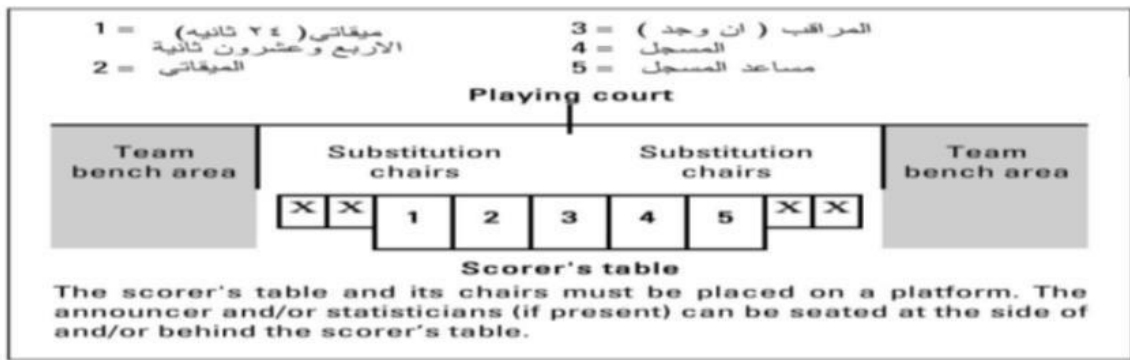 1 = ميقاتي( ٢٤ ثانيه)
الاربع وعشرون ثانية
2 = الميقاتي
3 = المراقب ( ان وجد )
4 = المسجل
5 = مساعد المسجل
Playing court
Team bench area
Substitution chairs
Substitution chairs
Team bench area
X X 1 2 3 4 5 X X
Scorer's table
The scorer's table and its chairs must be placed on a platform. The
announcer and/or statisticians (if present) can be seated at the side of
and/or behind the scorer's table.